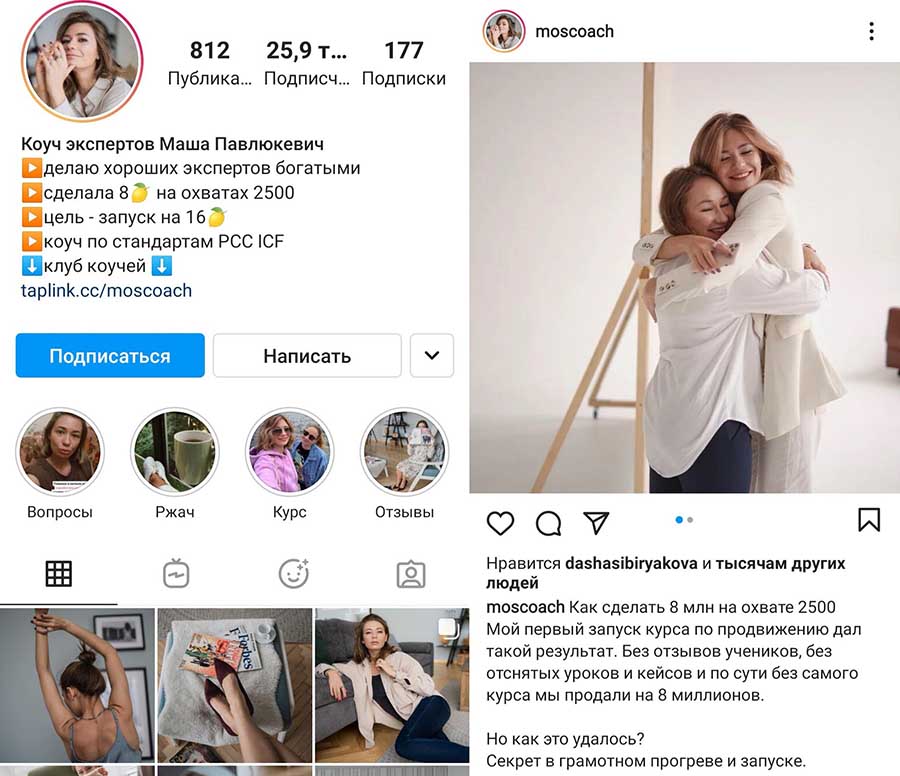 812 25,9 т... 177
Публика... Подписч... Подписки
Коуч экспертов Маша Павлюкевич
▶️делаю хороших экспертов богатыми
▶️сделала 8🍋 на охватах 2500
▶️цель - запуск на 16🍋
▶️коуч по стандартам PCC ICF
⬇️клуб коучей ⬇️
taplink.cc/moscoach
Подписаться Написать
Вопросы Ржач Курс Отзывы
Forbes
moscoach
Нравится dashasibiryakova и тысячам других
людей
moscoach Как сделать 8 млн на охвате 2500
Мой первый запуск курса по продвижению дал
такой результат. Без отзывов учеников, без
отснятых уроков и кейсов и по сути без самого
курса мы продали на 8 миллионов.
Но как это удалось?
Секрет в грамотном прогреве и запуске.